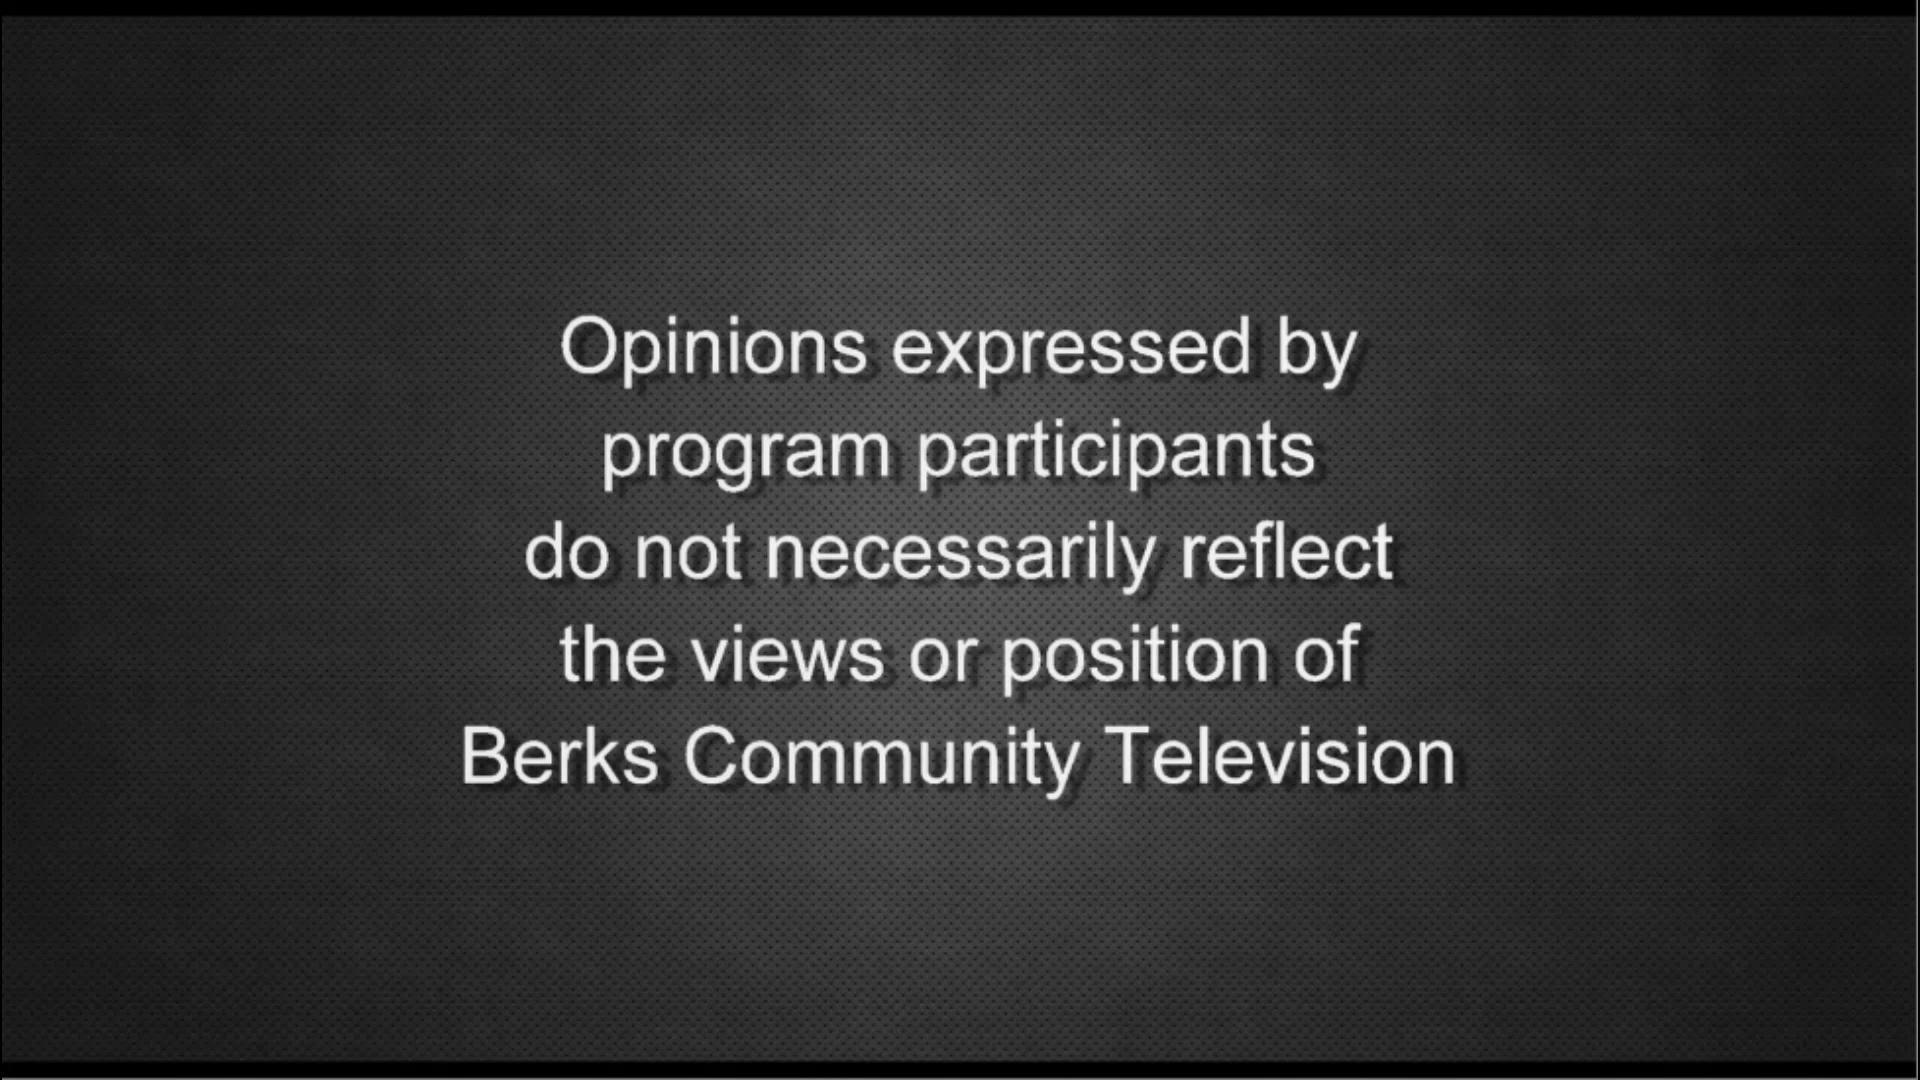 Opinions expressed by
program participants
do not necessarily reflect
the views or position of
Berks Community Television